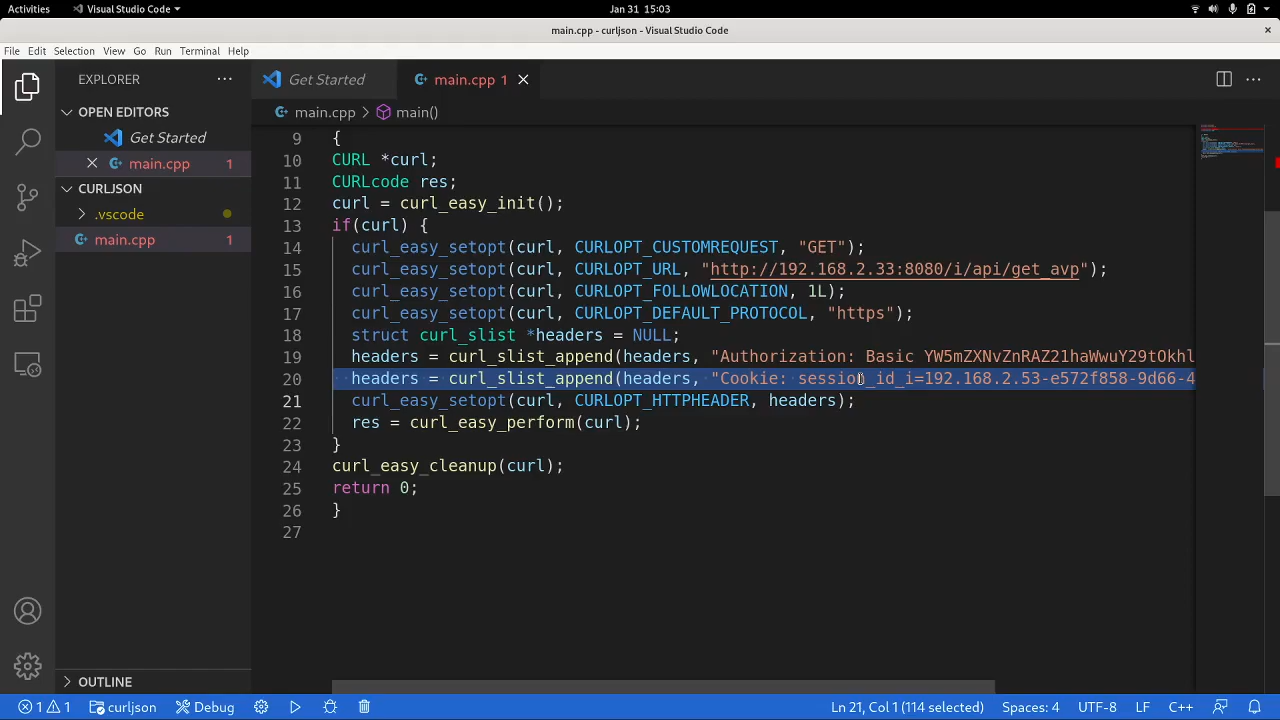 Activities
Visual Studio Code
Jan 31 15:03
main.cpp - curljson - Visual Studio Code
File Edit Selection View Go Run Terminal Help
EXPLORER
OPEN EDITORS
Get Started
main.cpp 1
CURLJSON
.vscode
main.cpp 1
OUTLINE
Get Started
main.cpp 1
main.cpp > main()
9 {
10 CURL *curl;
11 CURLcode res;
12 curl = curl_easy_init();
13 if(curl) {
14 curl_easy_setopt(curl, CURLOPT_CUSTOMREQUEST, "GET");
15 curl_easy_setopt(curl, CURLOPT_URL, "http://192.168.2.33:8080/i/api/get_avp");
16 curl_easy_setopt(curl, CURLOPT_FOLLOWLOCATION, 1L);
17 curl_easy_setopt(curl, CURLOPT_DEFAULT_PROTOCOL, "https");
18 struct curl_slist *headers = NULL;
19 headers = curl_slist_append(headers, "Authorization: Basic YW5mZXNvZnRAZ21haWwuY29tOkhl
20 headers = curl_slist_append(headers, "Cookie: session_id_i=192.168.2.53-e572f858-9d66-4
21 curl_easy_setopt(curl, CURLOPT_HTTPHEADER, headers);
22 res = curl_easy_perform(curl);
23 }
24 curl_easy_cleanup(curl);
25 return 0;
26 }
27
1 1 curljson Debug
Ln 21, Col 1 (114 selected) Spaces: 4 UTF-8 LF C++